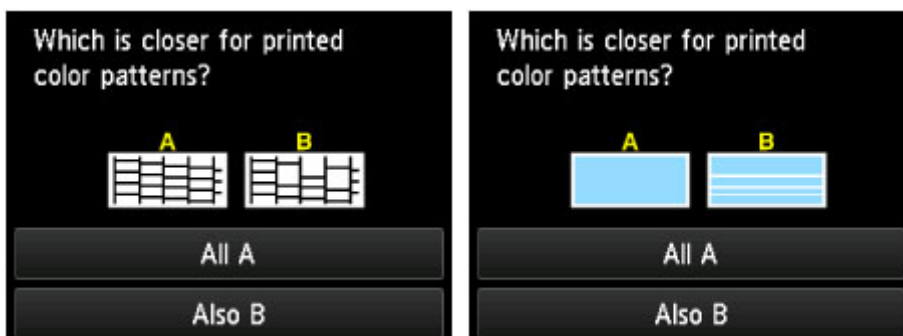 Which is closer for printed
color patterns?
A B
All A
Also B
Which is closer for printed
color patterns?
A B
All A
Also B